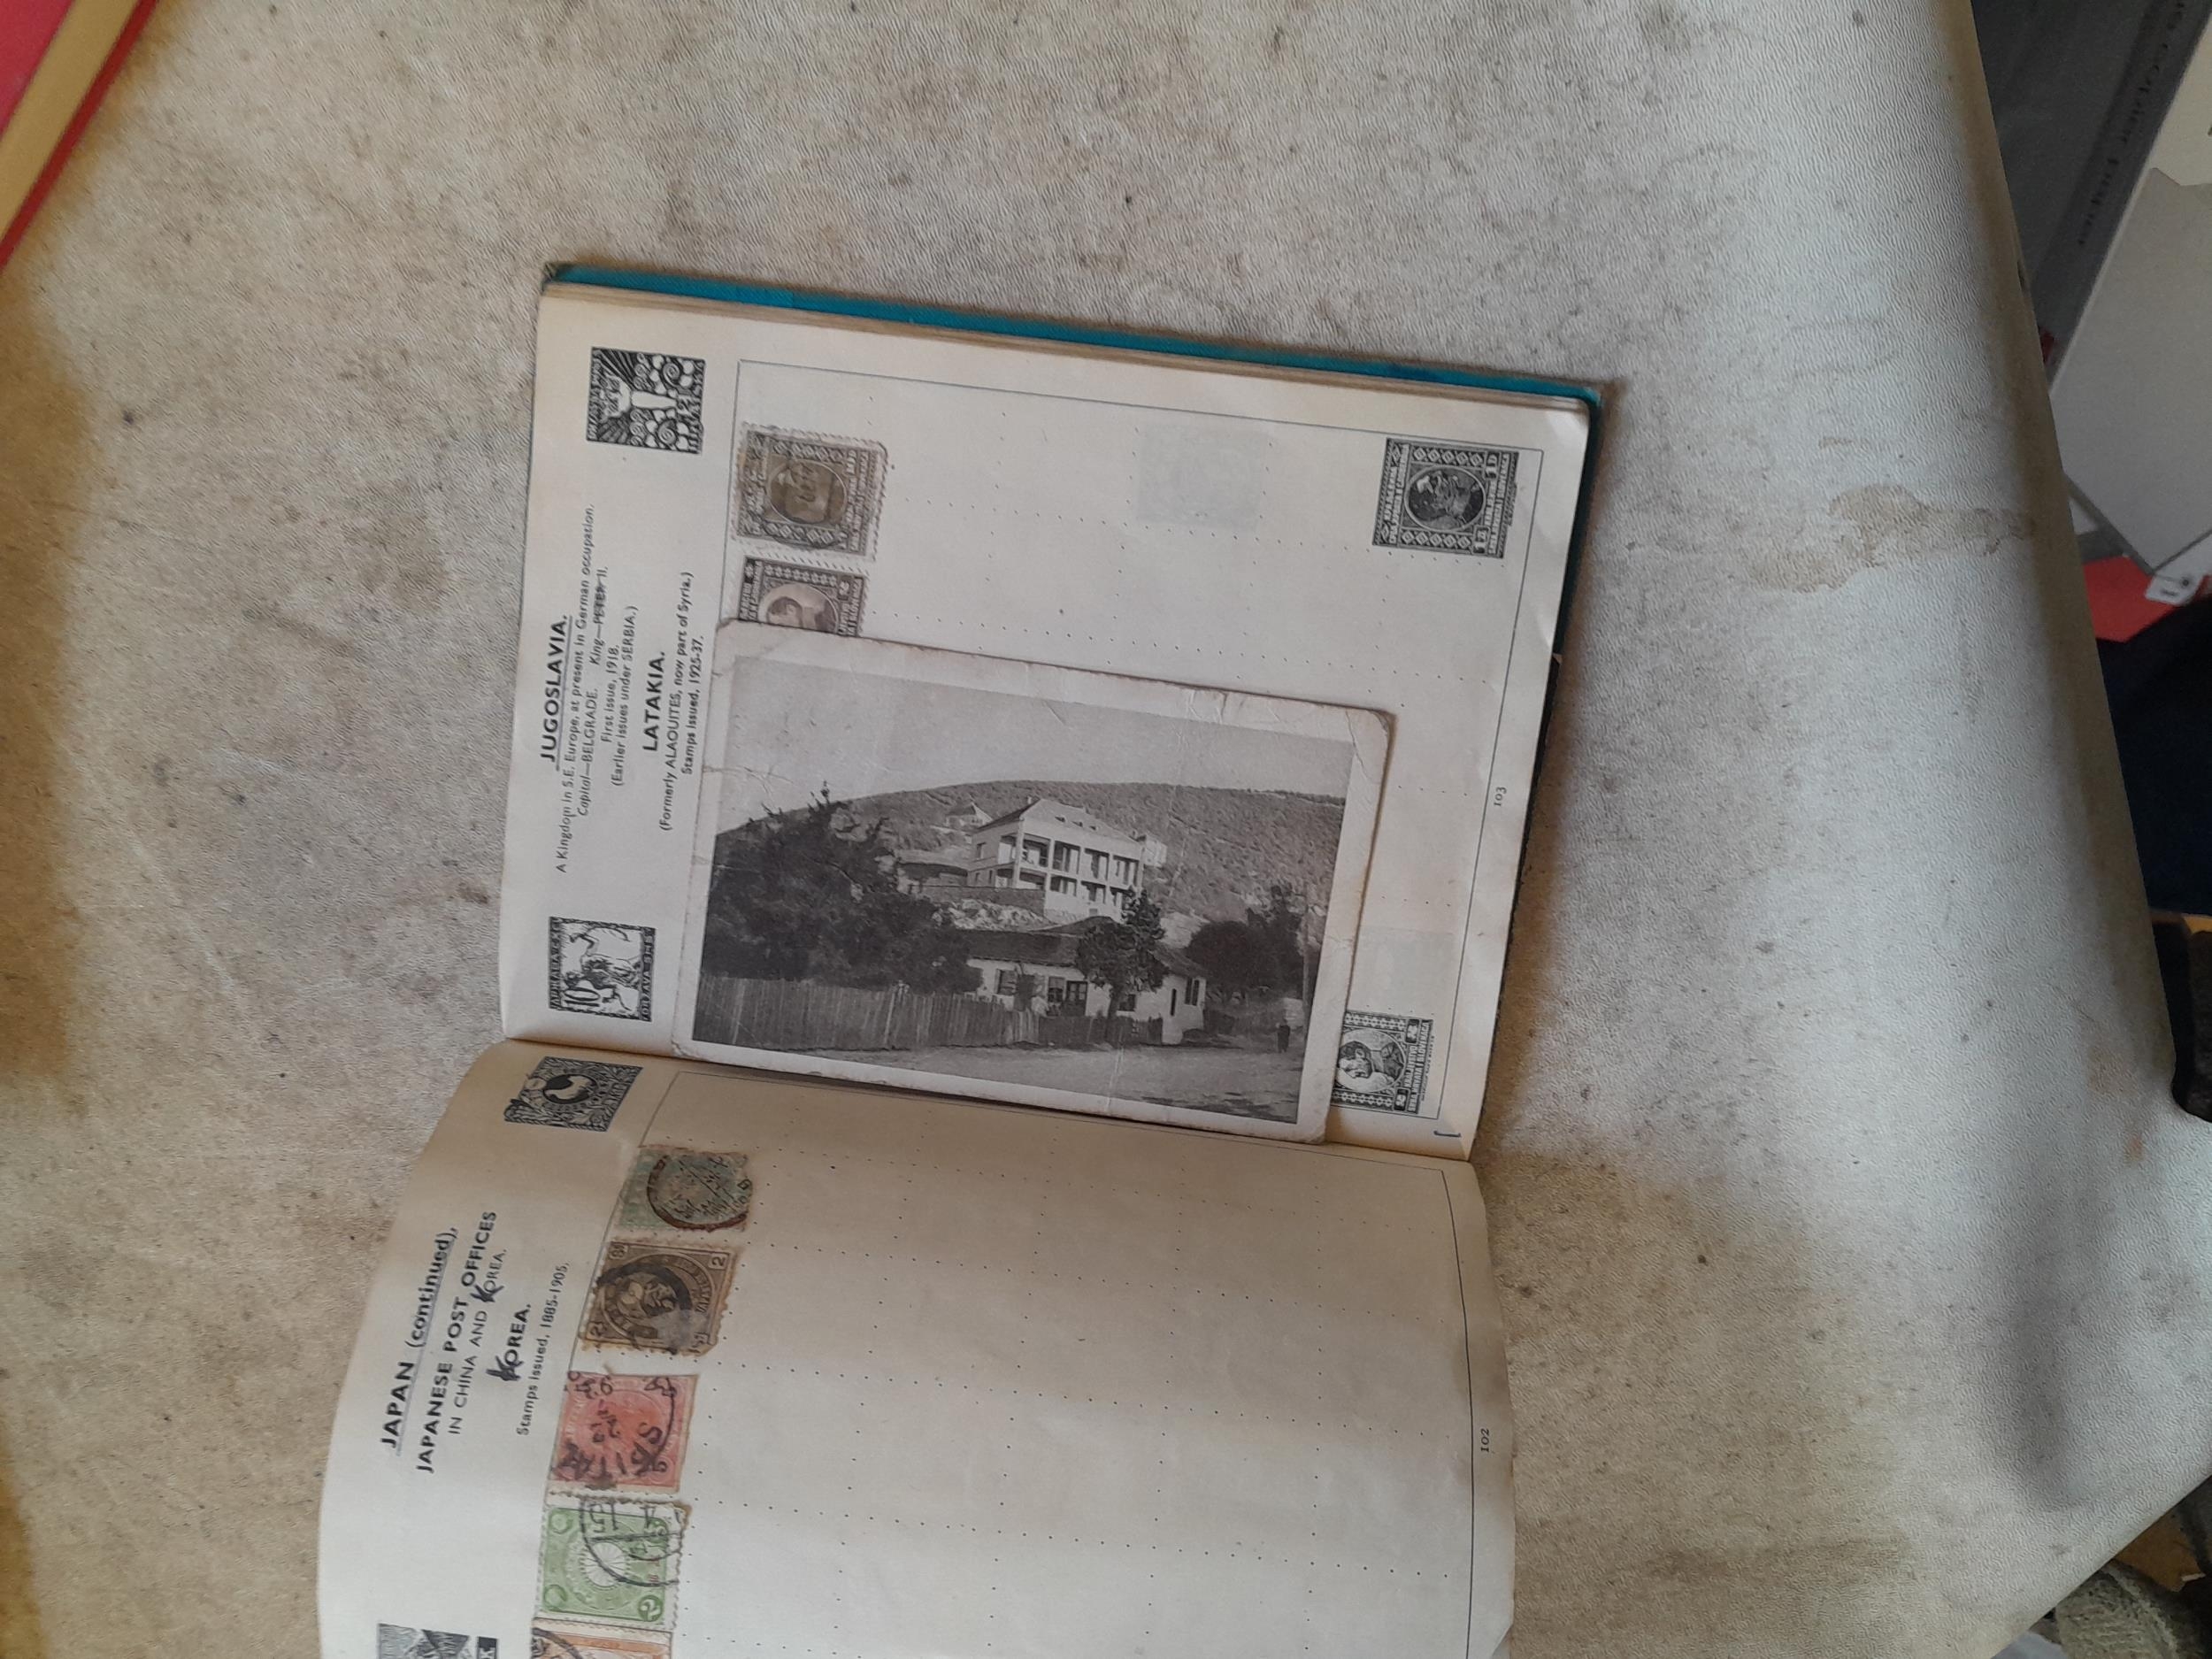 JAPAN (continued),
JAPANESE POST OFFICES
IN CHINA AND KOREA.
KOREA.
Stamps issued, 1885-1905.
102
JUGOSLAVIA.
A Kingdom in S.E. Europe, at present in German occupation.
Capital—BELGRADE. King—PETER II.
First issue, 1918.
(Earlier issues under SERBIA.)
LATAKIA.
(Formerly ALAOUITES, now part of Syria.)
Stamps issued, 1925-37.
103